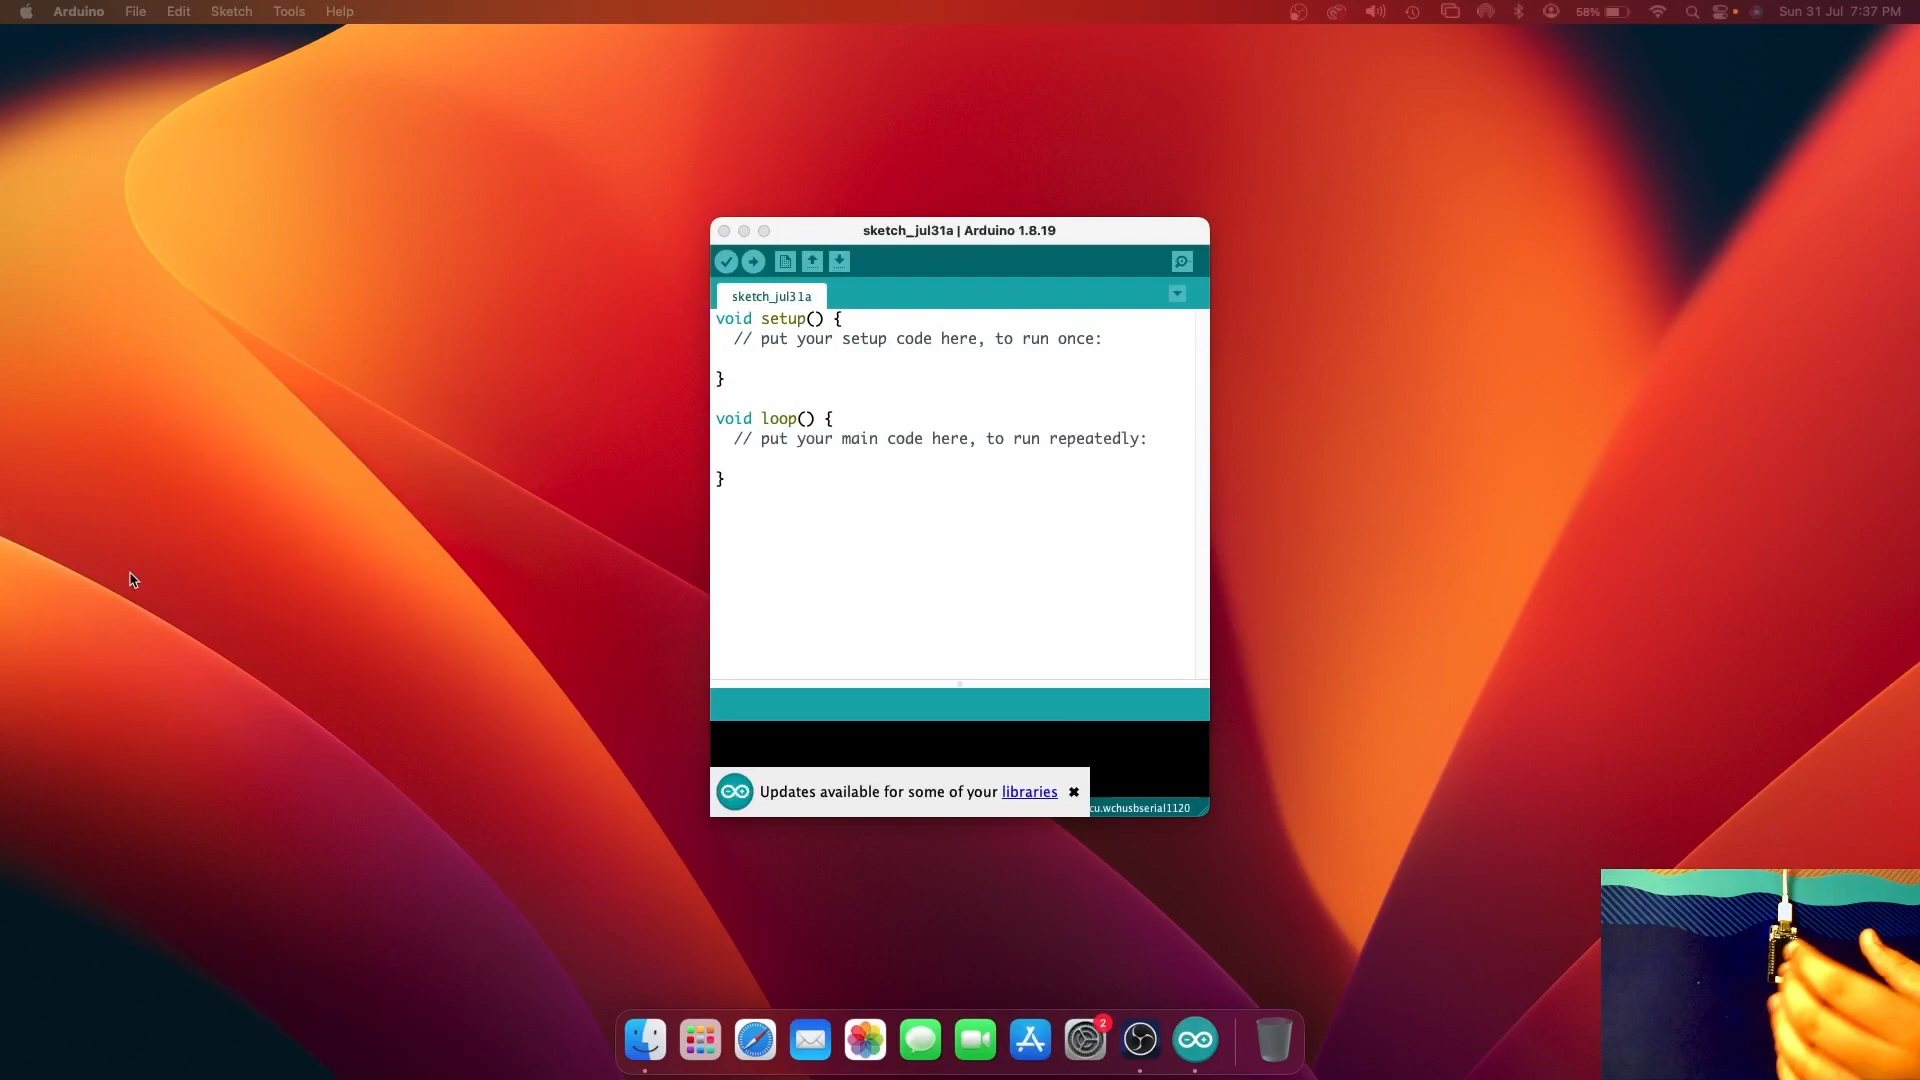 Arduino File Edit Sketch Tools Help 58% Sun 31 Jul 7:37 PM
sketch_jul31a | Arduino 1.8.19
sketch_jul31a
void setup() {
// put your setup code here, to run once:
}
void loop() {
// put your main code here, to run repeatedly:
}
Updates available for some of your libraries ✖
cu.wchusbserial1120
2